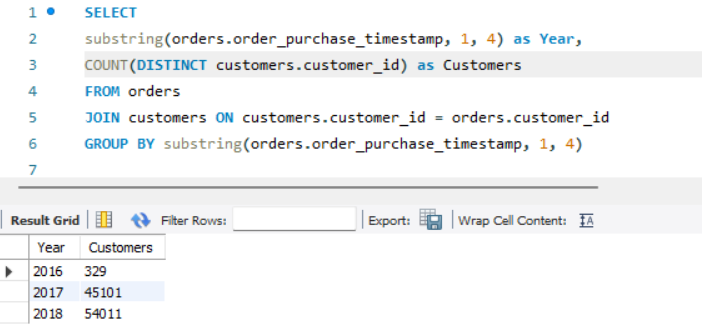 1 SELECT
2 substring(orders.order_purchase_timestamp, 1, 4) as Year,
3 COUNT(DISTINCT customers.customer_id) as Customers
4 FROM orders
5 JOIN customers ON customers.customer_id = orders.customer_id
6 GROUP BY substring(orders.order_purchase_timestamp, 1, 4)
7
Result Grid Filter Rows: Export: Wrap Cell Content: IA
Year Customers
2016 329
2017 45101
2018 54011